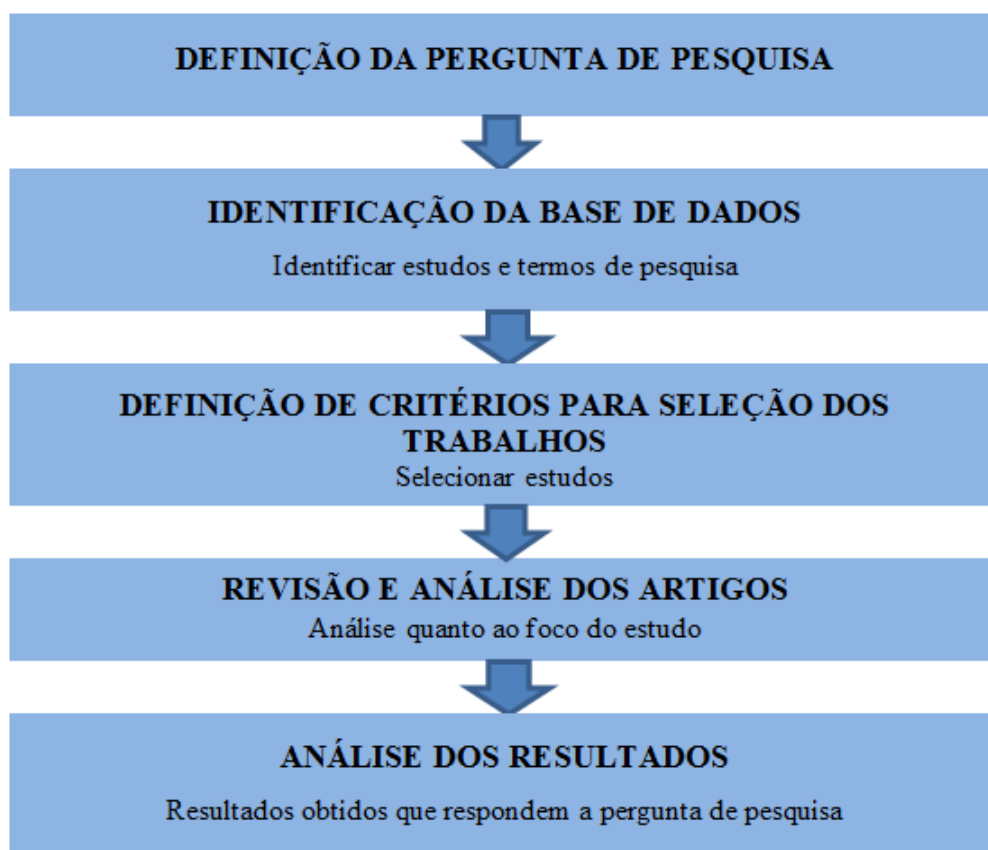 DEFINIÇÃO DA PERGUNTA DE PESQUISA
IDENTIFICAÇÃO DA BASE DE DADOS
Identificar estudos e termos de pesquisa
DEFINIÇÃO DE CRITÉRIOS PARA SELEÇÃO DOS
TRABALHOS
Selecionar estudos
REVISÃO E ANÁLISE DOS ARTIGOS
Análise quanto ao foco do estudo
ANÁLISE DOS RESULTADOS
Resultados obtidos que respondem a pergunta de pesquisa